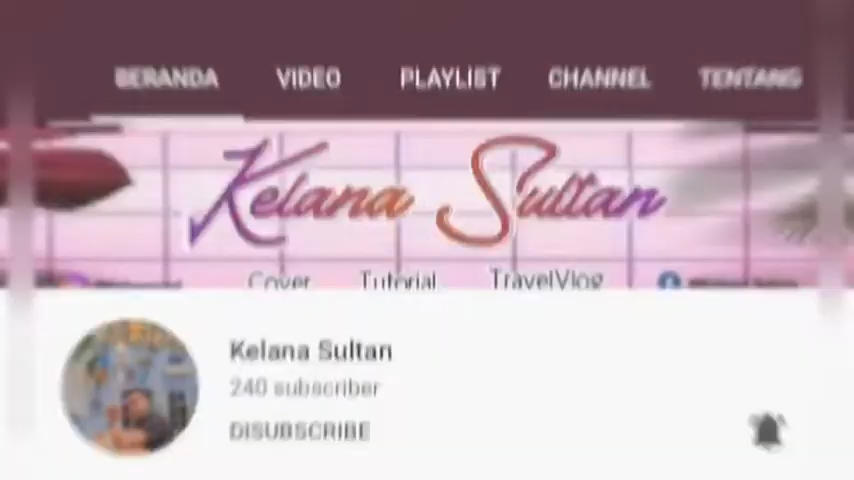 BERANDA VIDEO PLAYLIST CHANNEL TENTANG
Kelana Sultan
Cover Tutorial TravelVlog
Kelana Sultan
240 subscriber
DISUBSCRIBE